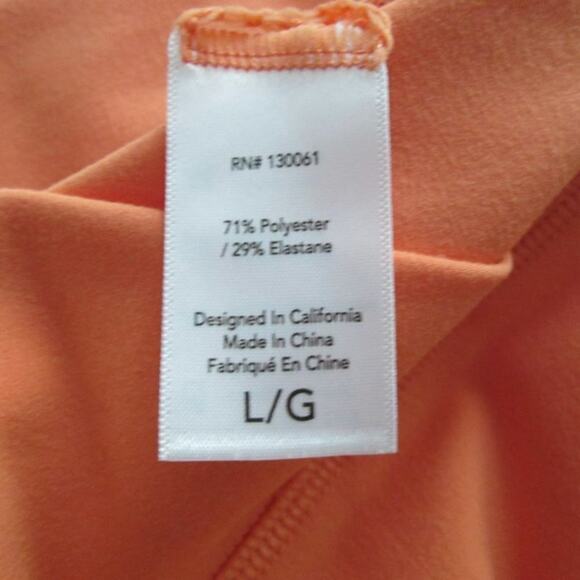 RN# 130061
71% Polyester
/ 29% Elastane
Designed In California
Made In China
Fabriqué En Chine
L/G